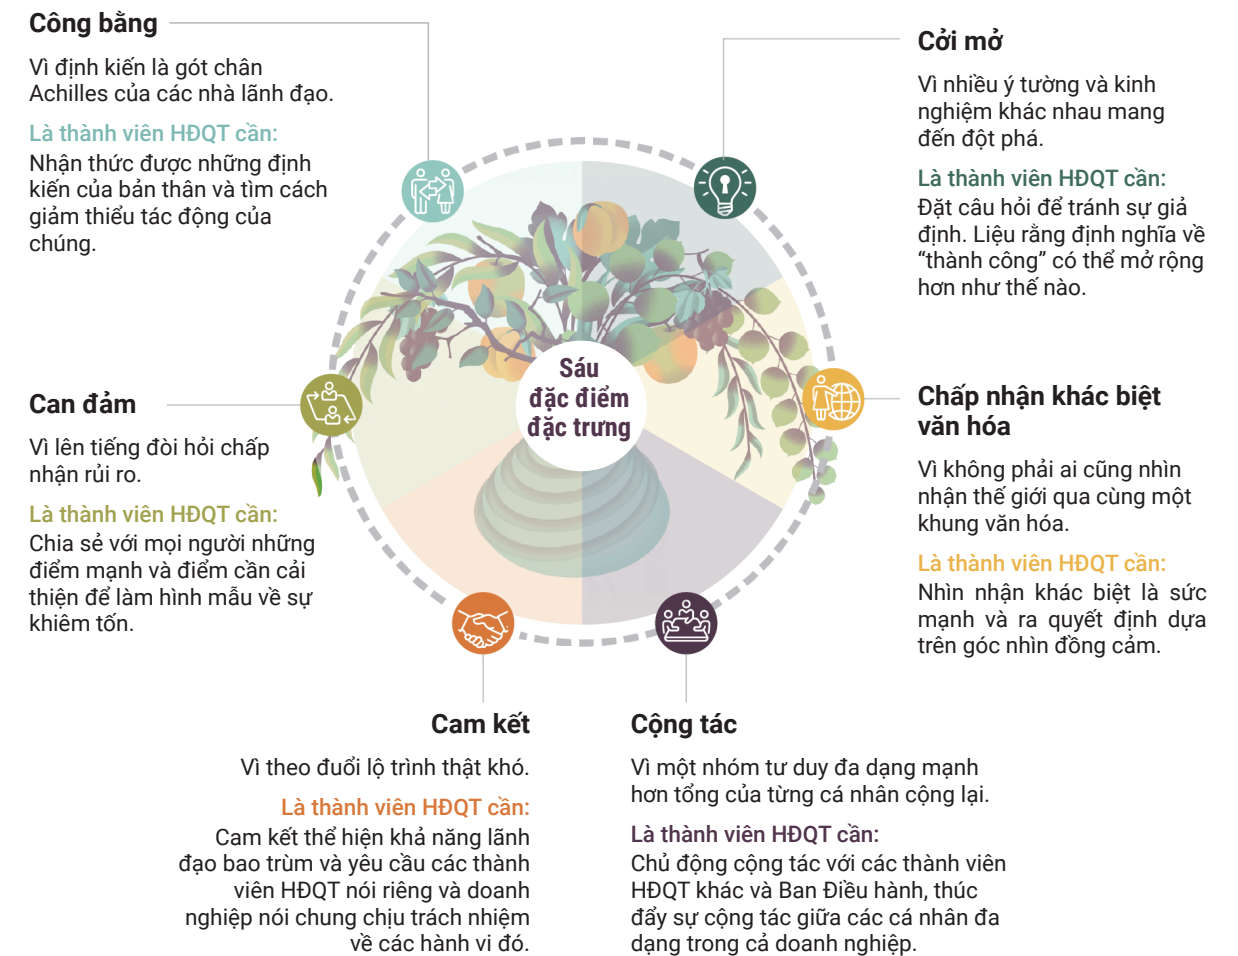 Công bằng
Vì định kiến là gót chân
Achilles của các nhà lãnh đạo.
Là thành viên HĐQT cần:
Nhận thức được những định
kiến của bản thân và tìm cách
giảm thiểu tác động của
chúng.
Cởi mở
Vì nhiều ý tường và kinh
nghiệm khác nhau mang
đến đột phá.
Là thành viên HĐQT cần:
Đặt câu hỏi để tránh sự giả
định. Liệu rằng định nghĩa về
“thành công” có thể mở rộng
hơn như thế nào.
Sáu
đặc điểm
đặc trưng
Can đảm
Vì lên tiếng đòi hỏi chấp
nhận rủi ro.
Là thành viên HĐQT cần:
Chia sẻ với mọi người những
điểm mạnh và điểm cần cải
thiện để làm hình mẫu về sự
khiêm tốn.
Chấp nhận khác biệt
văn hóa
Vì không phải ai cũng nhìn
nhận thế giới qua cùng một
khung văn hóa.
Là thành viên HĐQT cần:
Nhìn nhận khác biệt là sức
mạnh và ra quyết định dựa
trên góc nhìn đồng cảm.
Cam kết
Vì theo đuổi lộ trình thật khó.
Là thành viên HĐQT cần:
Cam kết thể hiện khả năng lãnh
đạo bao trùm và yêu cầu các thành
viên HĐQT nói riêng và doanh
nghiệp nói chung chịu trách nhiệm
về các hành vi đó.
Cộng tác
Vì một nhóm tư duy đa dạng mạnh
hơn tổng của từng cá nhân cộng lại.
Là thành viên HĐQT cần:
Chủ động cộng tác với các thành viên
HĐQT khác và Ban Điều hành, thúc
đẩy sự cộng tác giữa các cá nhân đa
dạng trong cả doanh nghiệp.